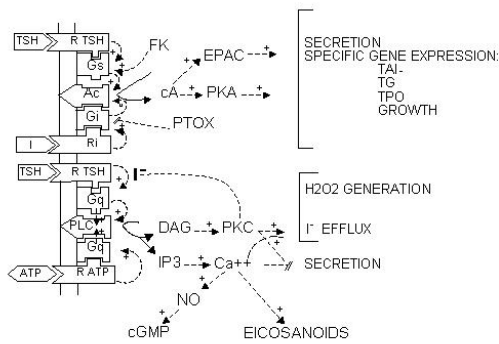 TSH R TSH FK
Gs EPAC
Ac cA PKA
Gi PTOX
I Ri
SECRETION
SPECIFIC GENE EXPRESSION:
TAI-
TG
TPO
GROWTH
TSH R TSH I-
Gq
PLC DAG PKC
Gq
ATP R ATP IP3 Ca++
H2O2 GENERATION
I- EFFLUX
SECRETION
NO
cGMP EICOSANOIDS